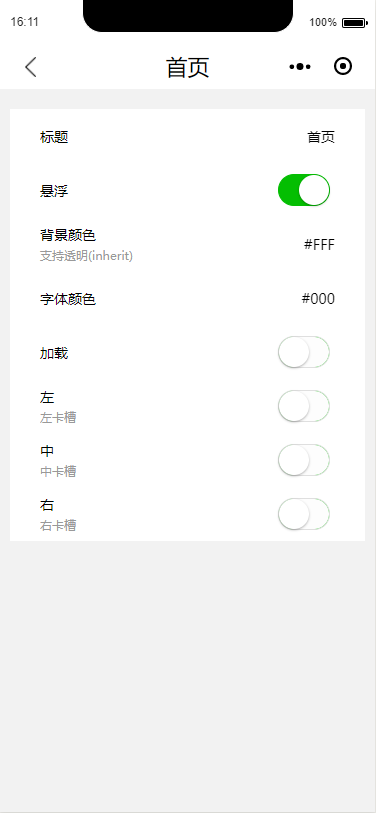 16:11
100%
首页
标题
首页
悬浮
背景颜色
支持透明(inherit)
#FFF
字体颜色
#000
加载
左
左卡槽
中
中卡槽
右
右卡槽